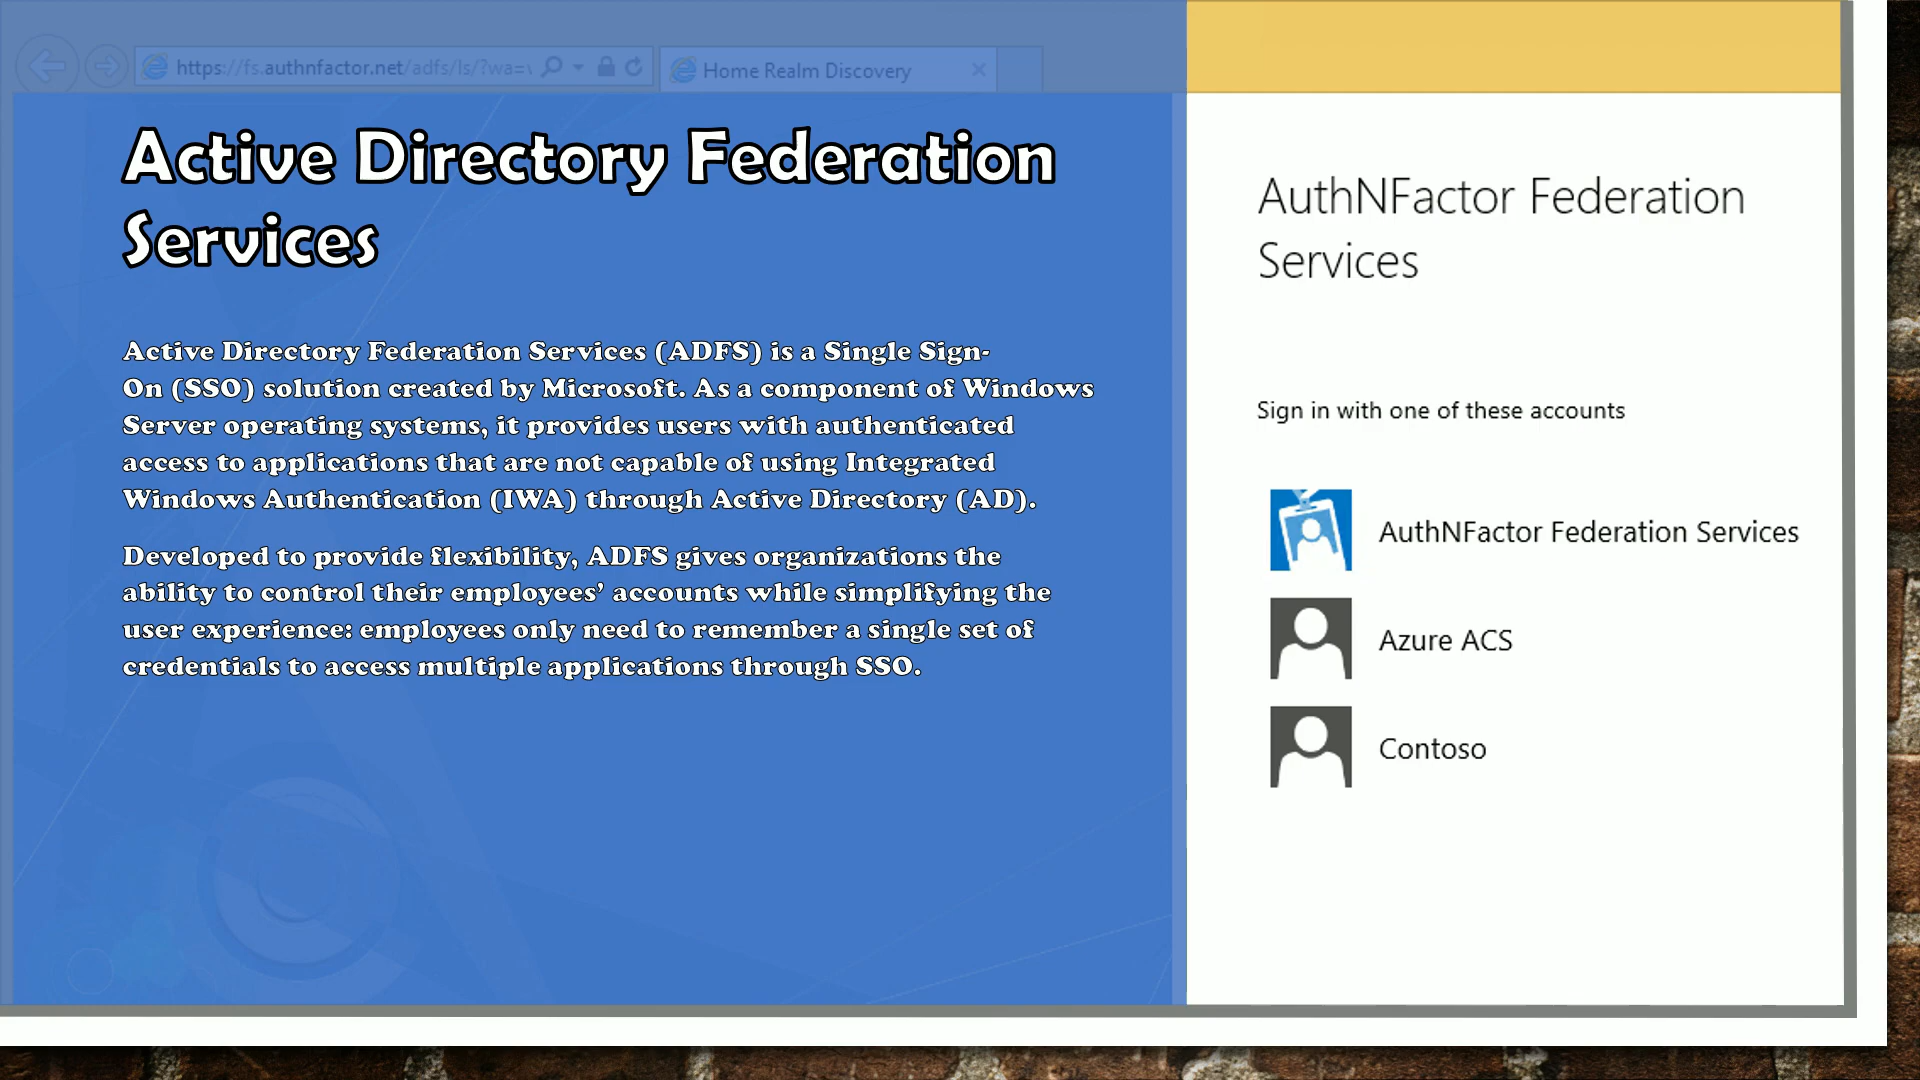 https://fs.authnfactor.net/adfs/ls/?wa=
Home Realm Discovery
Active Directory Federation
Services
Active Directory Federation Services (ADFS) is a Single Sign-
On (SSO) solution created by Microsoft. As a component of Windows
Server operating systems, it provides users with authenticated
access to applications that are not capable of using Integrated
Windows Authentication (IWA) through Active Directory (AD).
Developed to provide flexibility, ADFS gives organizations the
ability to control their employees’ accounts while simplifying the
user experience: employees only need to remember a single set of
credentials to access multiple applications through SSO.
AuthNFactor Federation
Services
Sign in with one of these accounts
AuthNFactor Federation Services
Azure ACS
Contoso